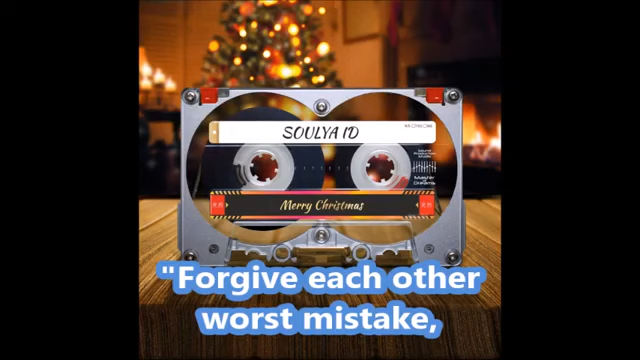 SOULYA ID
Merry Christmas
"Forgive each other
worst mistake,